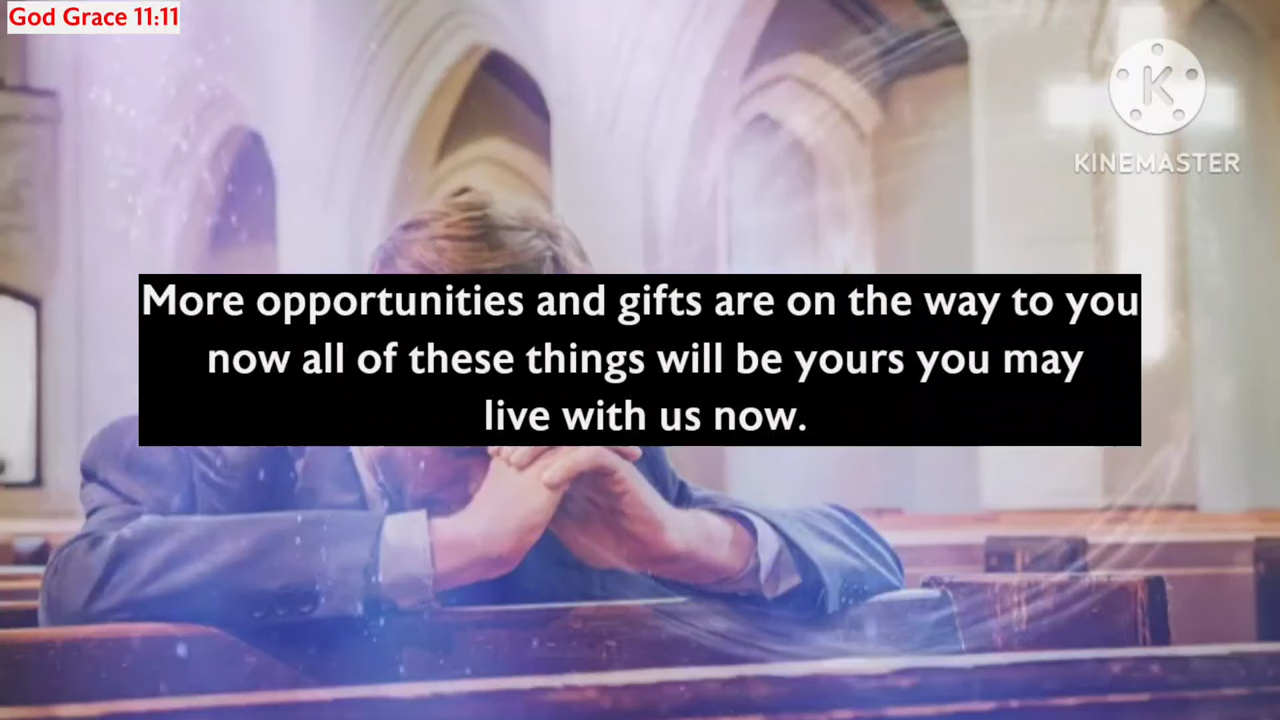 God Grace 11:11
K
KINEMASTER
More opportunities and gifts are on the way to you
now all of these things will be yours you may
live with us now.